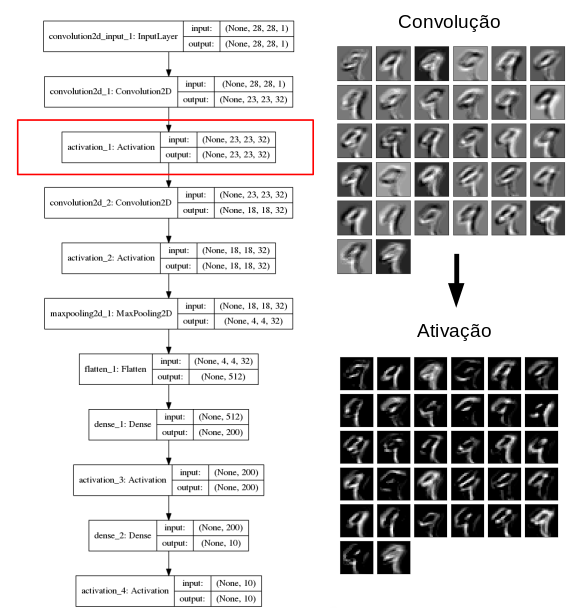 convolution2d_input_1: InputLayer
input: (None, 28, 28, 1)
output: (None, 28, 28, 1)
convolution2d_1: Convolution2D
input: (None, 28, 28, 1)
output: (None, 23, 23, 32)
activation_1: Activation
input: (None, 23, 23, 32)
output: (None, 23, 23, 32)
convolution2d_2: Convolution2D
input: (None, 23, 23, 32)
output: (None, 18, 18, 32)
activation_2: Activation
input: (None, 18, 18, 32)
output: (None, 18, 18, 32)
maxpooling2d_1: MaxPooling2D
input: (None, 18, 18, 32)
output: (None, 4, 4, 32)
flatten_1: Flatten
input: (None, 4, 4, 32)
output: (None, 512)
dense_1: Dense
input: (None, 512)
output: (None, 200)
activation_3: Activation
input: (None, 200)
output: (None, 200)
dense_2: Dense
input: (None, 200)
output: (None, 10)
activation_4: Activation
input: (None, 10)
output: (None, 10)
Convolução
Ativação